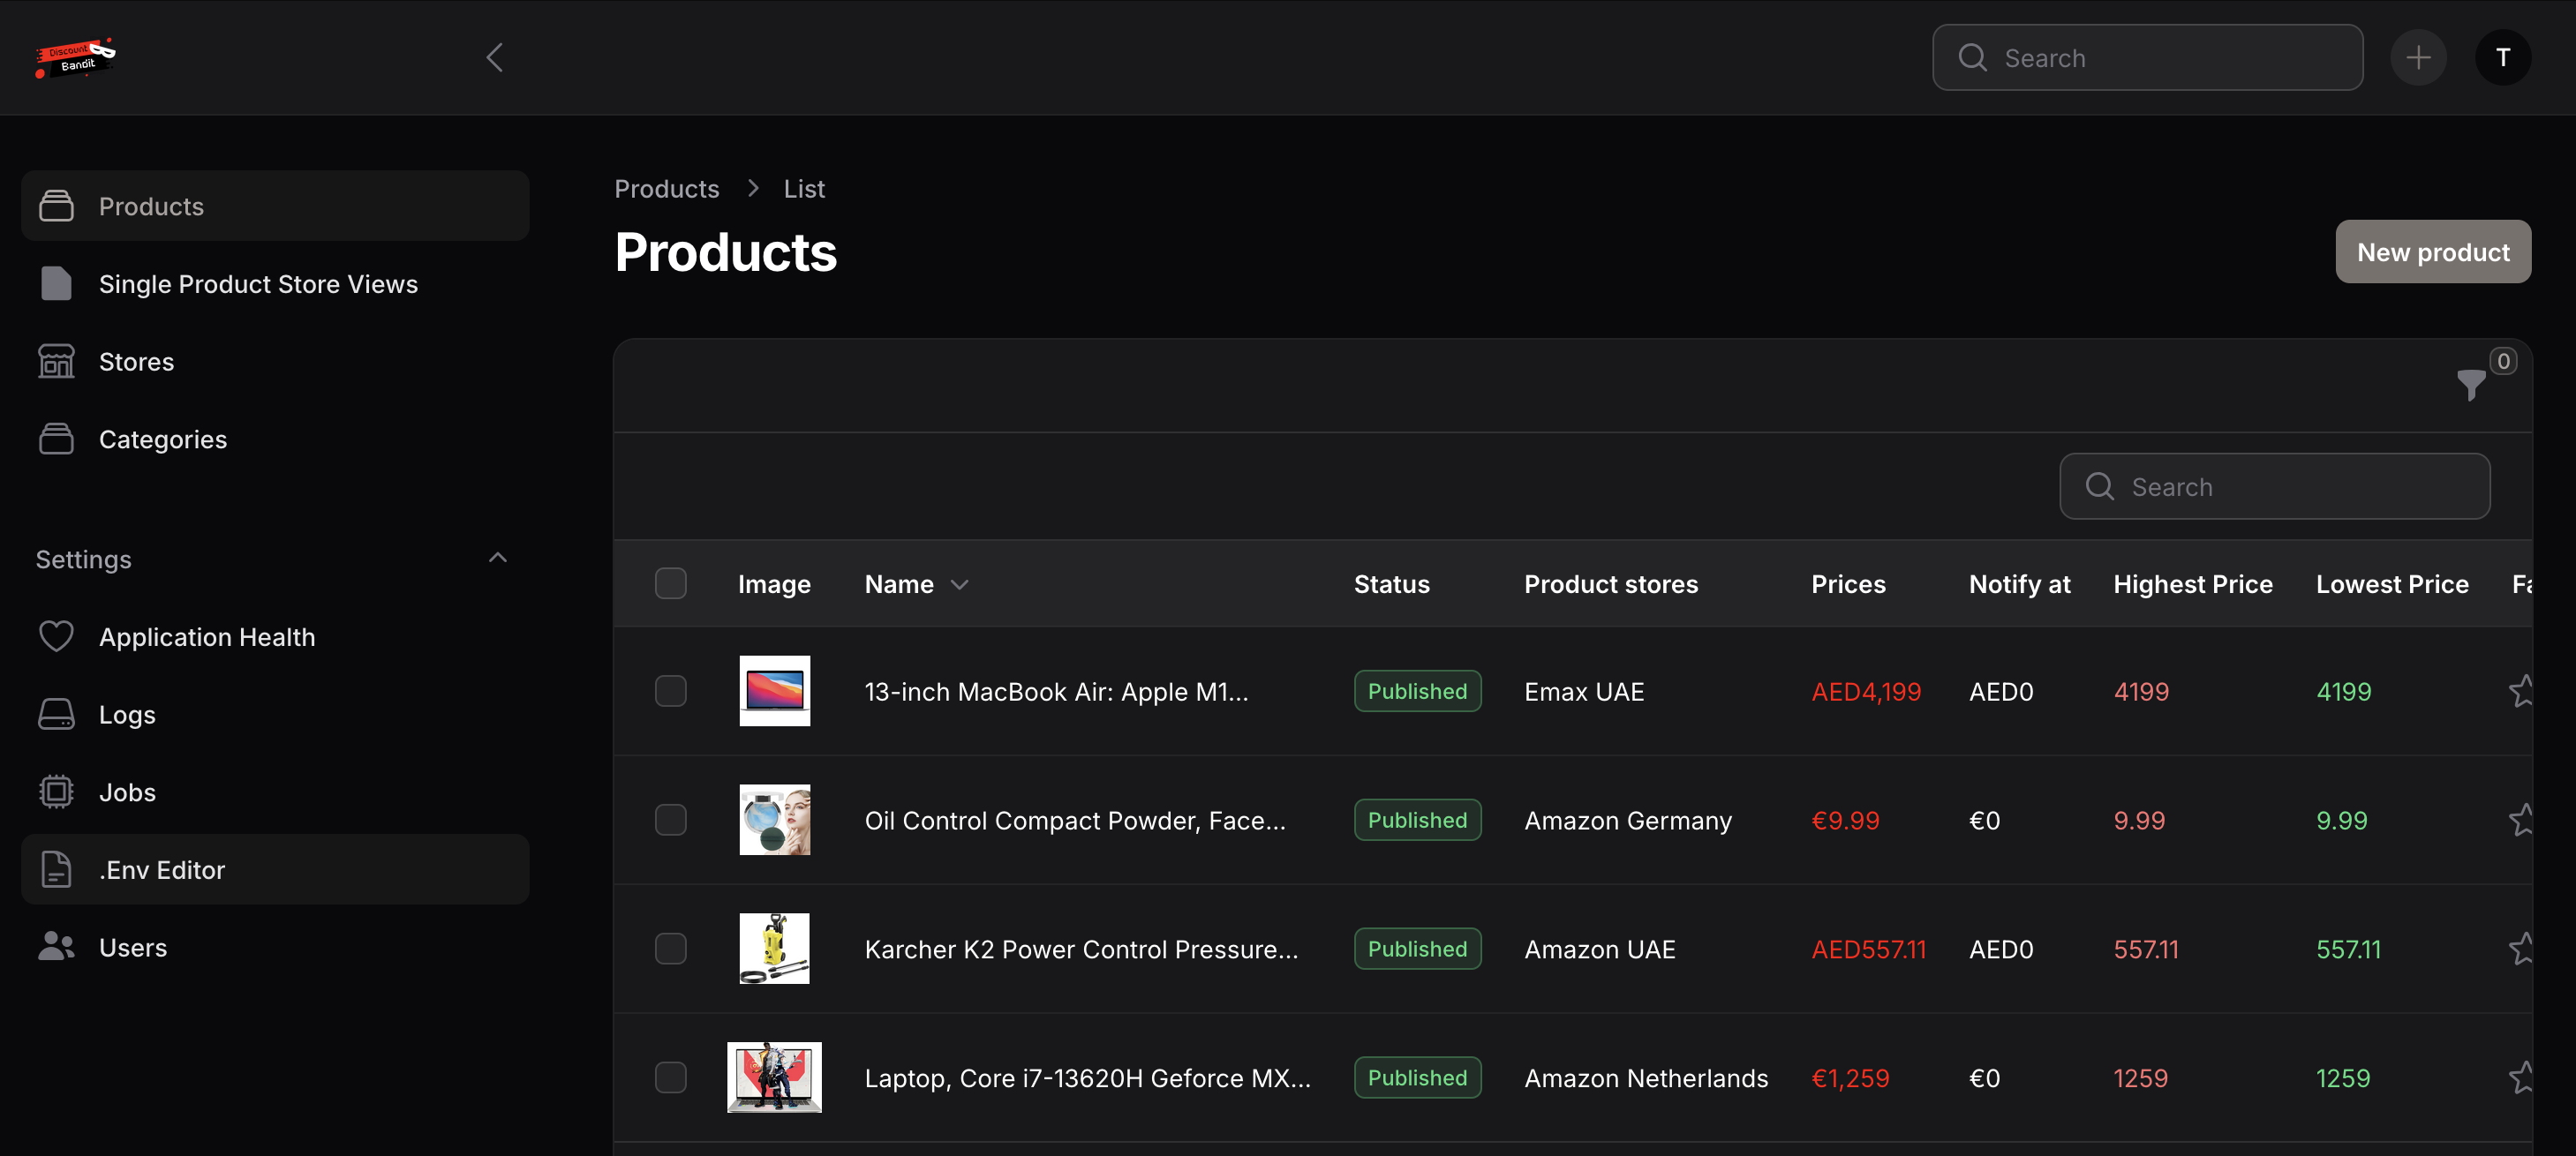 Discount
Bandit
Search
T
Products
Single Product Store Views
Stores
Categories
Settings
Application Health
Logs
Jobs
.Env Editor
Users
Products > List
Products
New product
0
Search
Image Name Status Product stores Prices Notify at Highest Price Lowest Price Fa
13-inch MacBook Air: Apple M1... Published Emax UAE AED4,199 AED0 4199 4199
Oil Control Compact Powder, Face... Published Amazon Germany €9.99 €0 9.99 9.99
Karcher K2 Power Control Pressure... Published Amazon UAE AED557.11 AED0 557.11 557.11
Laptop, Core i7-13620H Geforce MX... Published Amazon Netherlands €1,259 €0 1259 1259